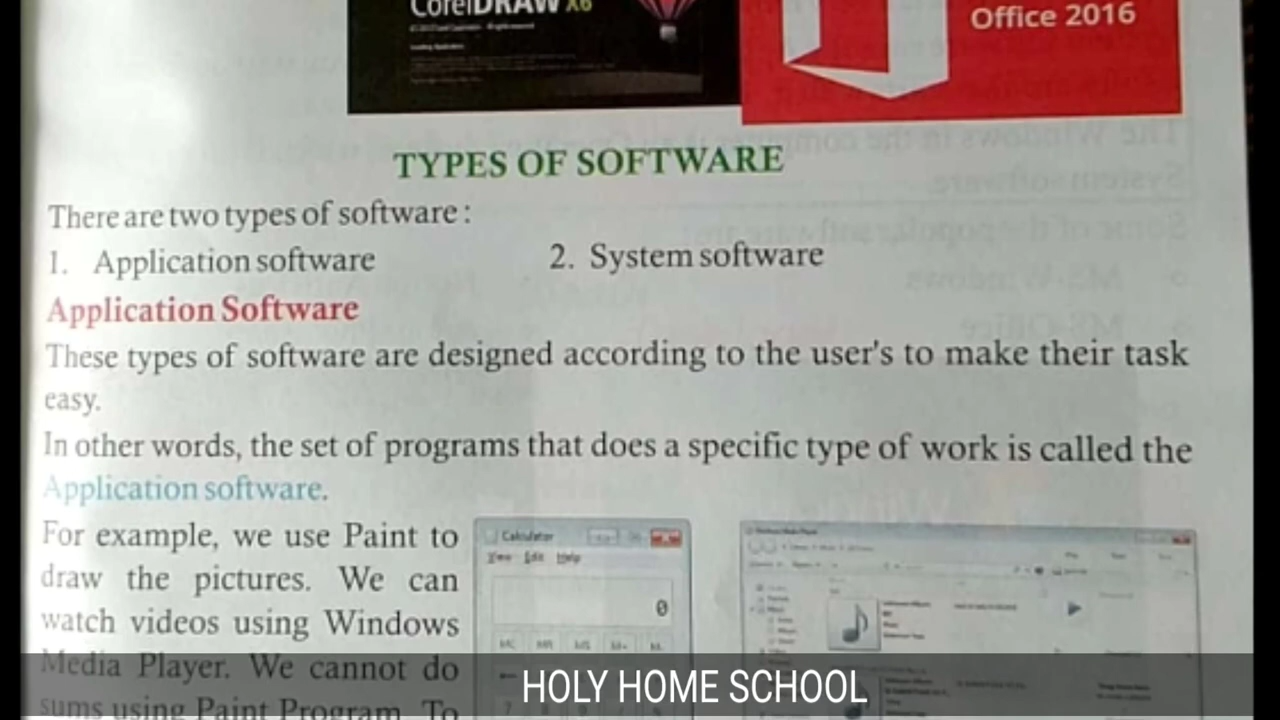 CorelDRAW X6
Office 2016
TYPES OF SOFTWARE
There are two types of software :
1. Application software
2. System software
Application Software
These types of software are designed according to the user's to make their task
easy.
In other words, the set of programs that does a specific type of work is called the
Application software.
For example, we use Paint to
draw the pictures. We can
watch videos using Windows
Media Player. We cannot do
sums using Paint Program. To
Calculator
View Edit Help
0
MC MR MS M+ M-
HOLY HOME SCHOOL